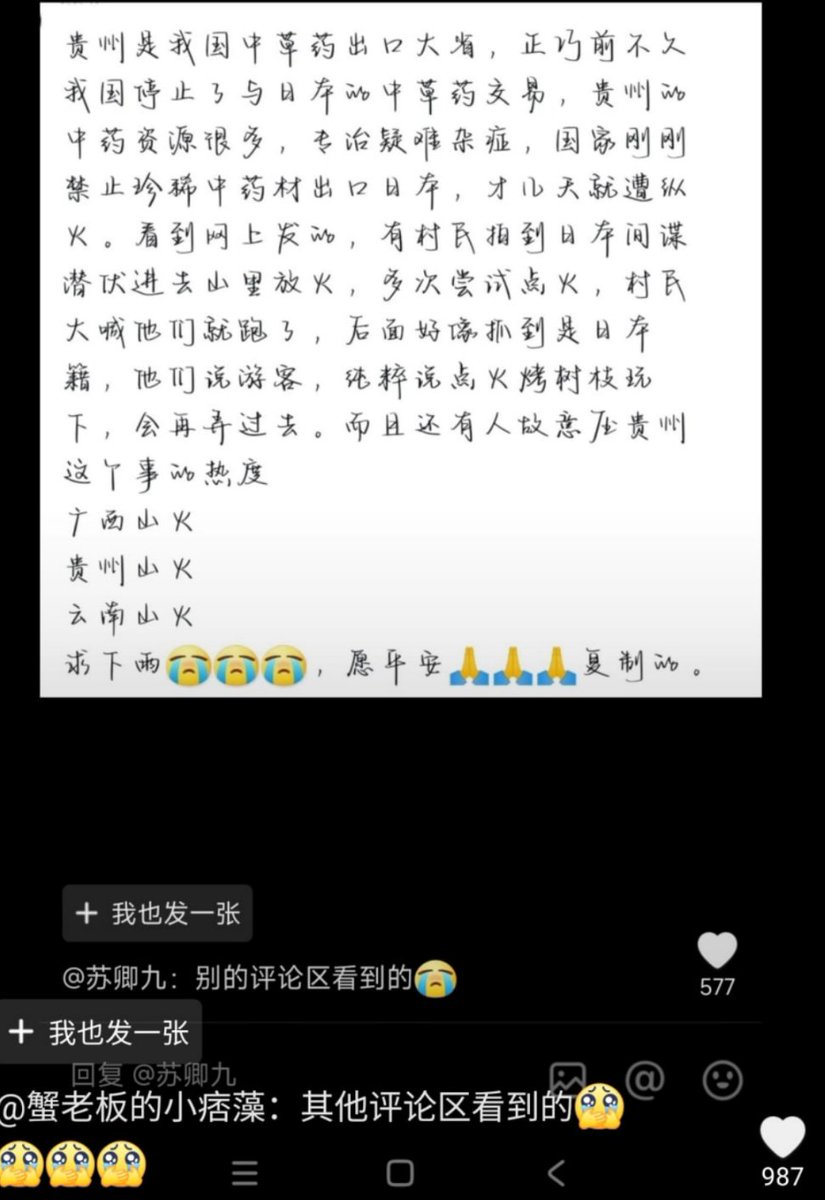 贵州是我国中草药出口大省，正巧前不久
我国停止了与日本的中草药交易，贵州的
中药资源很多，专治疑难杂症，国家刚刚
禁止珍稀中药材出口日本，才几天就遭纵
火。看到网上发的，有村民拍到日本间谍
潜伏进去山里放火，多次尝试点火，村民
大喊他们就跑了，后面好像抓到是日本
籍，他们说游客，纯粹说点火烤树枝玩
下，会再弄过去。而且还有人故意压贵州
这个事的热度
广西山火
贵州山火
云南山火
求下雨😭😭😭，愿平安🙏🙏🙏复制的。
+ 我也发一张
@苏卿九：别的评论区看到的😭
577
+ 我也发一张
回复 @苏卿九
@蟹老板的小痞藻：其他评论区看到的🥹
🥹🥹🥹
987